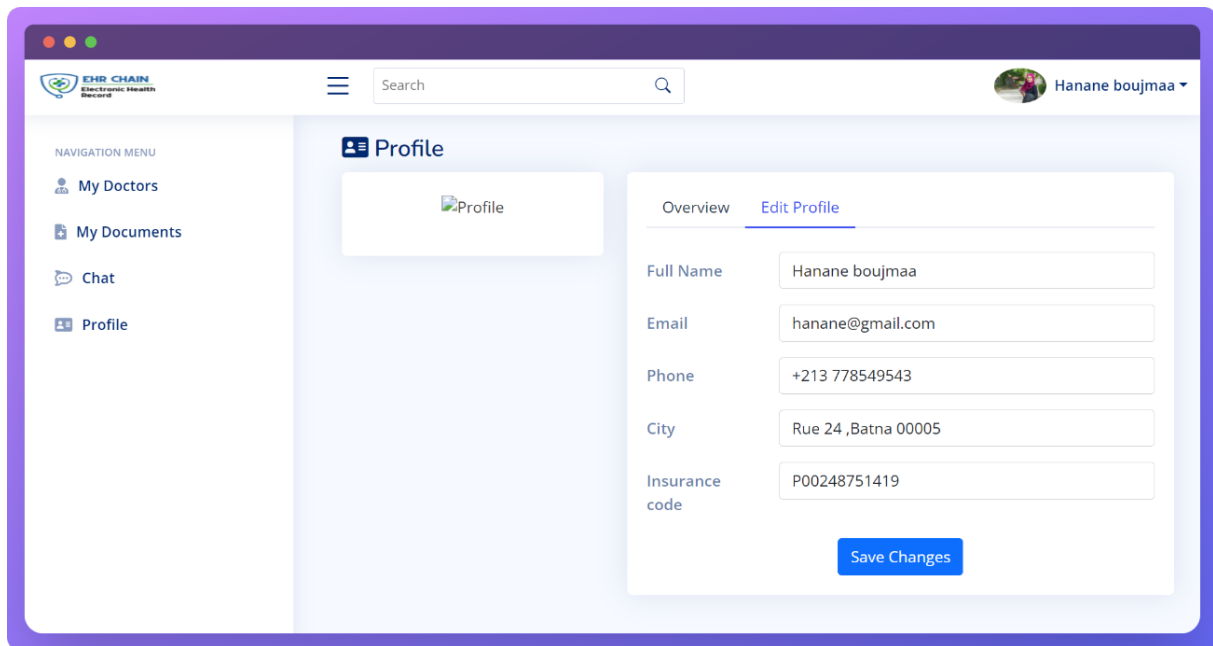 EHR CHAIN
Electronic Health
Record
Search
Hanane boujmaa
NAVIGATION MENU
My Doctors
My Documents
Chat
Profile
Profile
Profile
Overview
Edit Profile
Full Name
Hanane boujmaa
Email
hanane@gmail.com
Phone
+213 778549543
City
Rue 24 ,Batna 00005
Insurance
code
P00248751419
Save Changes